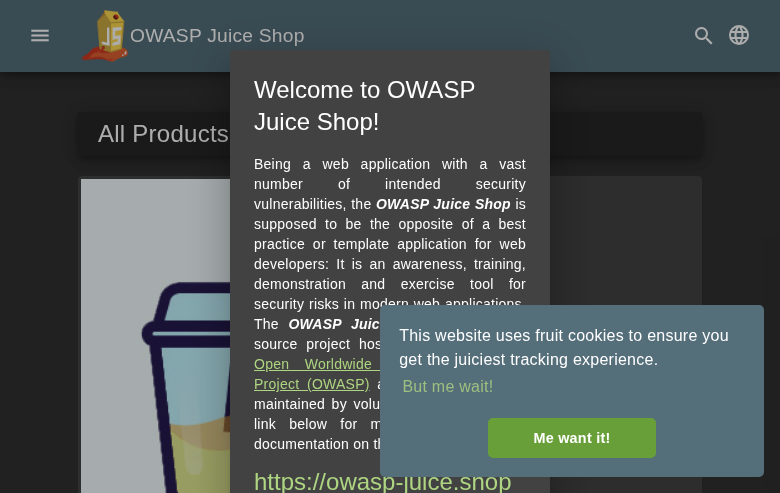 OWASP Juice Shop
All Products
Welcome to OWASP
Juice Shop!
Being a web application with a vast
number of intended security
vulnerabilities, the OWASP Juice Shop is
supposed to be the opposite of a best
practice or template application for web
developers: It is an awareness, training,
demonstration and exercise tool for
security risks in modern web applications.
The OWASP Juic
source project hos
Open Worldwide
Project (OWASP)
maintained by volu
link below for m
documentation on th
https://owasp-juice.shop
This website uses fruit cookies to ensure you
get the juiciest tracking experience.
But me wait!
Me want it!